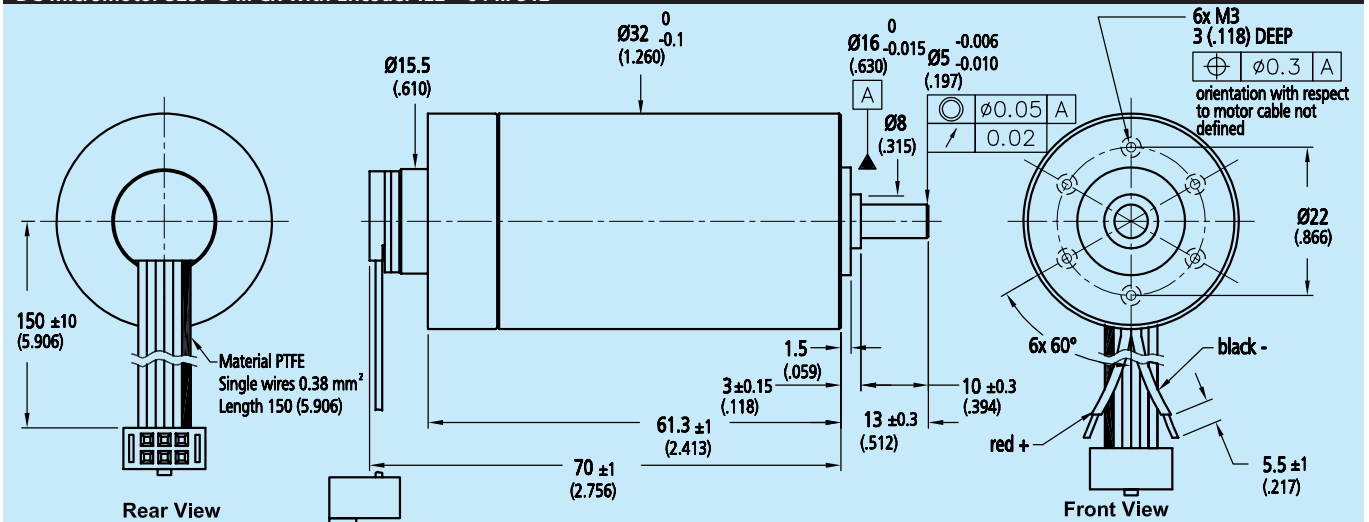 Ø32 0 -0.1
(1.260)
Ø15.5
(.610)
Ø16 0 -0.015
(.630)
Ø5 -0.006 -0.010
(.197)
A
Ø0.05 A
0.02
Ø8
(.315)
6x M3
3 (.118) DEEP
Ø0.3 A
orientation with respect
to motor cable not
defined
Ø22
(.866)
150 ±10
(5.906)
Material PTFE
Single wires 0.38 mm²
Length 150 (5.906)
Rear View
1.5
(.059)
3 ±0.15
(.118)
10 ±0.3
(.394)
13 ±0.3
(.512)
61.3 ±1
(2.413)
70 ±1
(2.756)
6x 60°
black -
red +
5.5 ±1
(.217)
Front View